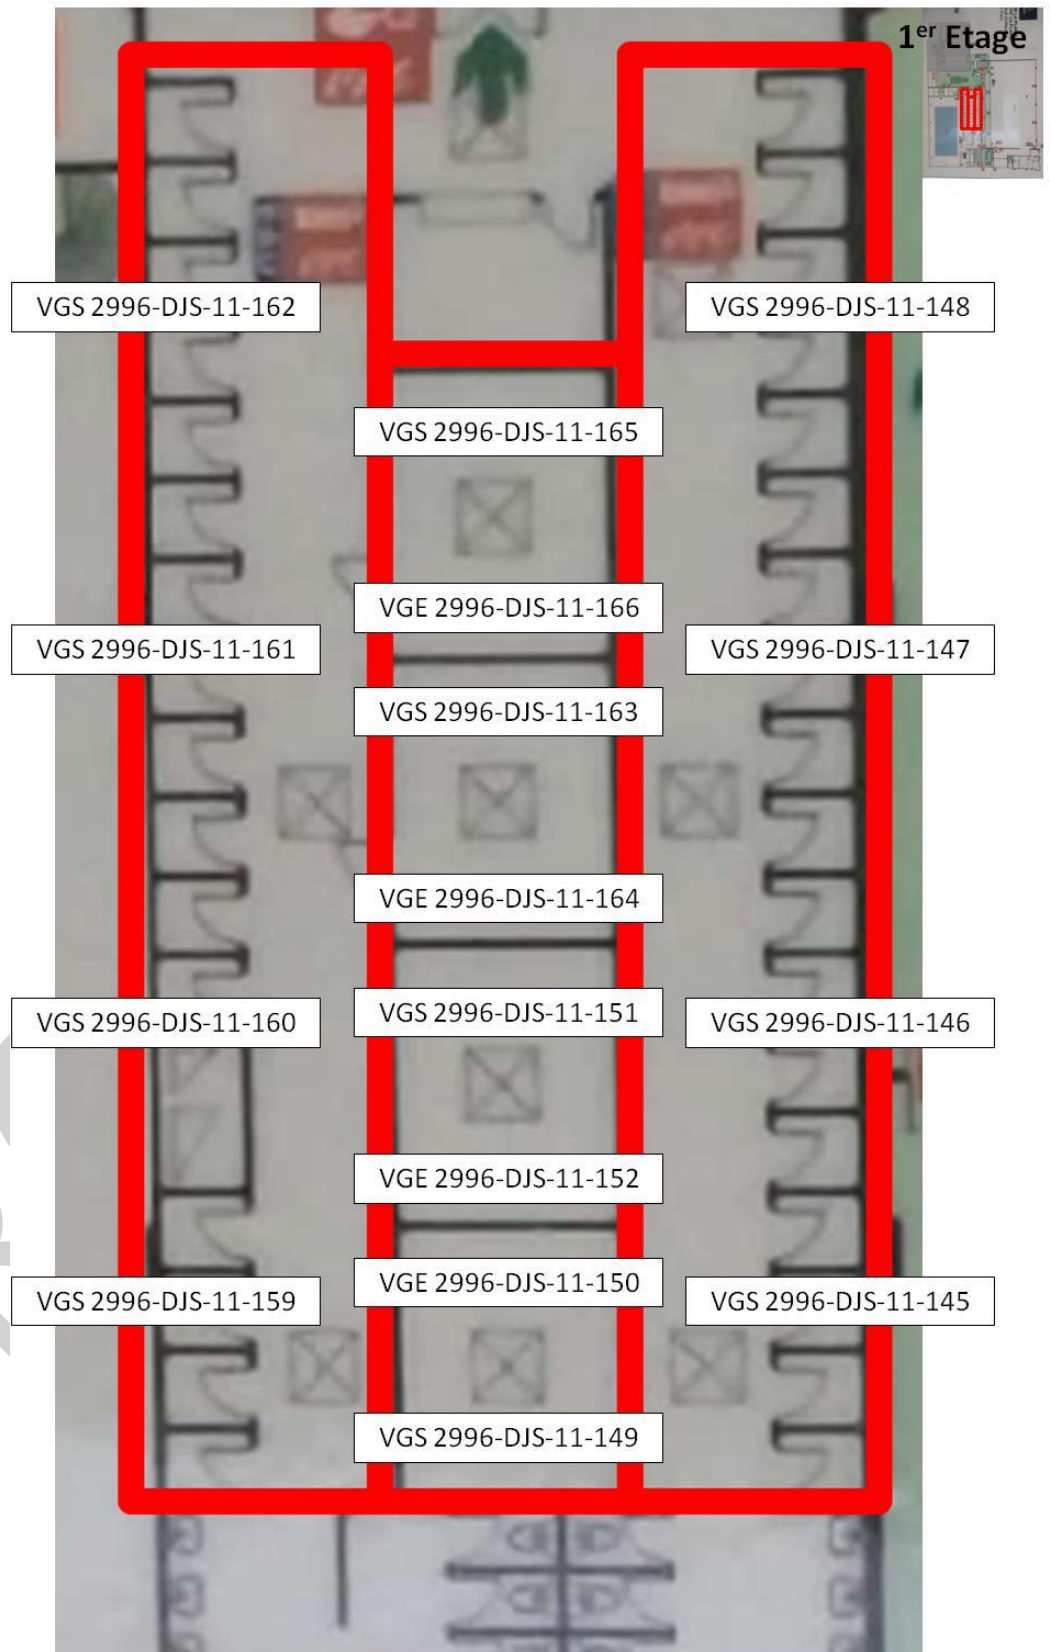 1er Etage
VGS 2996-DJS-11-162
VGS 2996-DJS-11-148
VGS 2996-DJS-11-165
VGE 2996-DJS-11-166
VGS 2996-DJS-11-161
VGS 2996-DJS-11-147
VGS 2996-DJS-11-163
VGE 2996-DJS-11-164
VGS 2996-DJS-11-160
VGS 2996-DJS-11-151
VGS 2996-DJS-11-146
VGE 2996-DJS-11-152
VGS 2996-DJS-11-159
VGE 2996-DJS-11-150
VGS 2996-DJS-11-145
VGS 2996-DJS-11-149